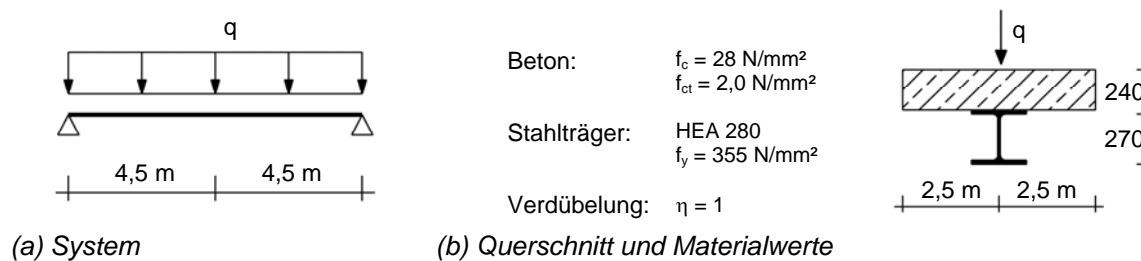 q
4,5 m 4,5 m
(a) System
Beton: f_c = 28 N/mm²
f_ct = 2,0 N/mm²
Stahlträger: HEA 280
f_y = 355 N/mm²
Verdübelung: η = 1
q
240
270
2,5 m 2,5 m
(b) Querschnitt und Materialwerte